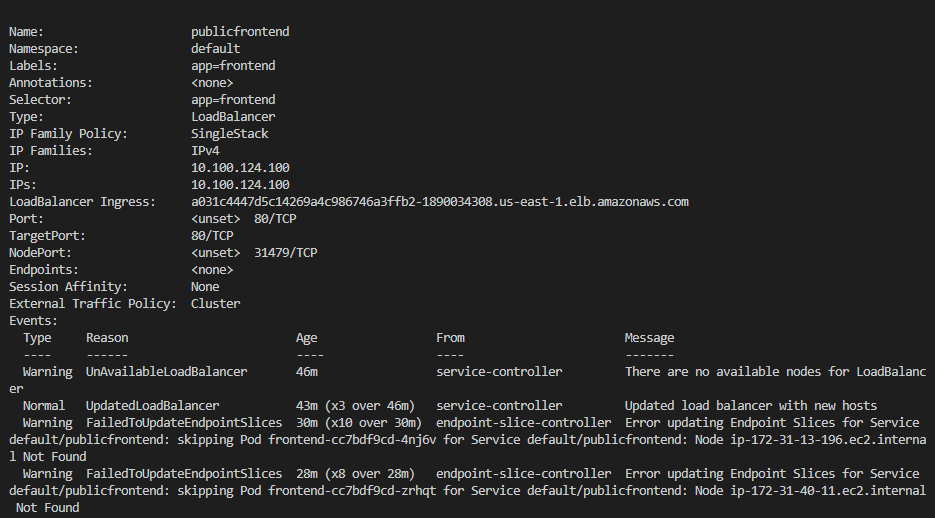 Name:                     publicfrontend
Namespace:                default
Labels:                   app=frontend
Annotations:              <none>
Selector:                 app=frontend
Type:                     LoadBalancer
IP Family Policy:         SingleStack
IP Families:              IPv4
IP:                       10.100.124.100
IPs:                      10.100.124.100
LoadBalancer Ingress:     a031c4447d5c14269a4c986746a3ffb2-1890034308.us-east-1.elb.amazonaws.com
Port:                     <unset>  80/TCP
TargetPort:               80/TCP
NodePort:                 <unset>  31479/TCP
Endpoints:                <none>
Session Affinity:         None
External Traffic Policy:  Cluster
Events:
  Type     Reason                        Age                 From                       Message
  ----     ------                        ----                ----                       -------
  Warning  UnAvailableLoadBalancer       46m                 service-controller         There are no available nodes for LoadBalanc
er
  Normal   UpdatedLoadBalancer           43m (x3 over 46m)   service-controller         Updated load balancer with new hosts
  Warning  FailedToUpdateEndpointSlices  30m (x10 over 30m)  endpoint-slice-controller  Error updating Endpoint Slices for Service
default/publicfrontend: skipping Pod frontend-cc7bdf9cd-4nj6v for Service default/publicfrontend: Node ip-172-31-13-196.ec2.interna
l Not Found
  Warning  FailedToUpdateEndpointSlices  28m (x8 over 28m)   endpoint-slice-controller  Error updating Endpoint Slices for Service
default/publicfrontend: skipping Pod frontend-cc7bdf9cd-zrhqt for Service default/publicfrontend: Node ip-172-31-40-11.ec2.internal
 Not Found